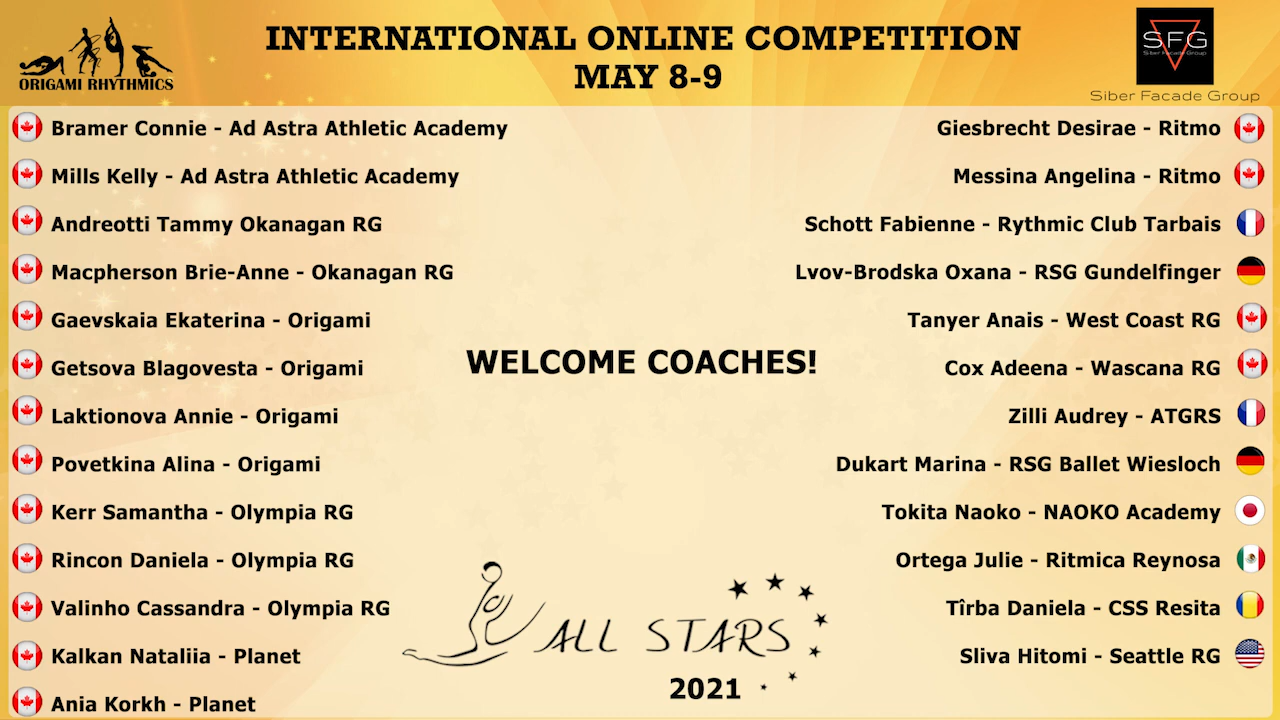 INTERNATIONAL ONLINE COMPETITION
MAY 8-9
ORIGAMI RHYTHMICS
SFG
Siber Facade Group
Siber Facade Group
Bramer Connie - Ad Astra Athletic Academy
Mills Kelly - Ad Astra Athletic Academy
Andreotti Tammy Okanagan RG
Macpherson Brie-Anne - Okanagan RG
Gaevskaia Ekaterina - Origami
Getsova Blagovesta - Origami
Laktionova Annie - Origami
Povetkina Alina - Origami
Kerr Samantha - Olympia RG
Rincon Daniela - Olympia RG
Valinho Cassandra - Olympia RG
Kalkan Nataliia - Planet
Ania Korkh - Planet
WELCOME COACHES!
ALL STARS
2021
Giesbrecht Desirae - Ritmo
Messina Angelina - Ritmo
Schott Fabienne - Rythmic Club Tarbais
Lvov-Brodska Oxana - RSG Gundelfinger
Tanyer Anais - West Coast RG
Cox Adeena - Wascana RG
Zilli Audrey - ATGRS
Dukart Marina - RSG Ballet Wiesloch
Tokita Naoko - NAOKO Academy
Ortega Julie - Ritmica Reynosa
Tîrba Daniela - CSS Resita
Sliva Hitomi - Seattle RG